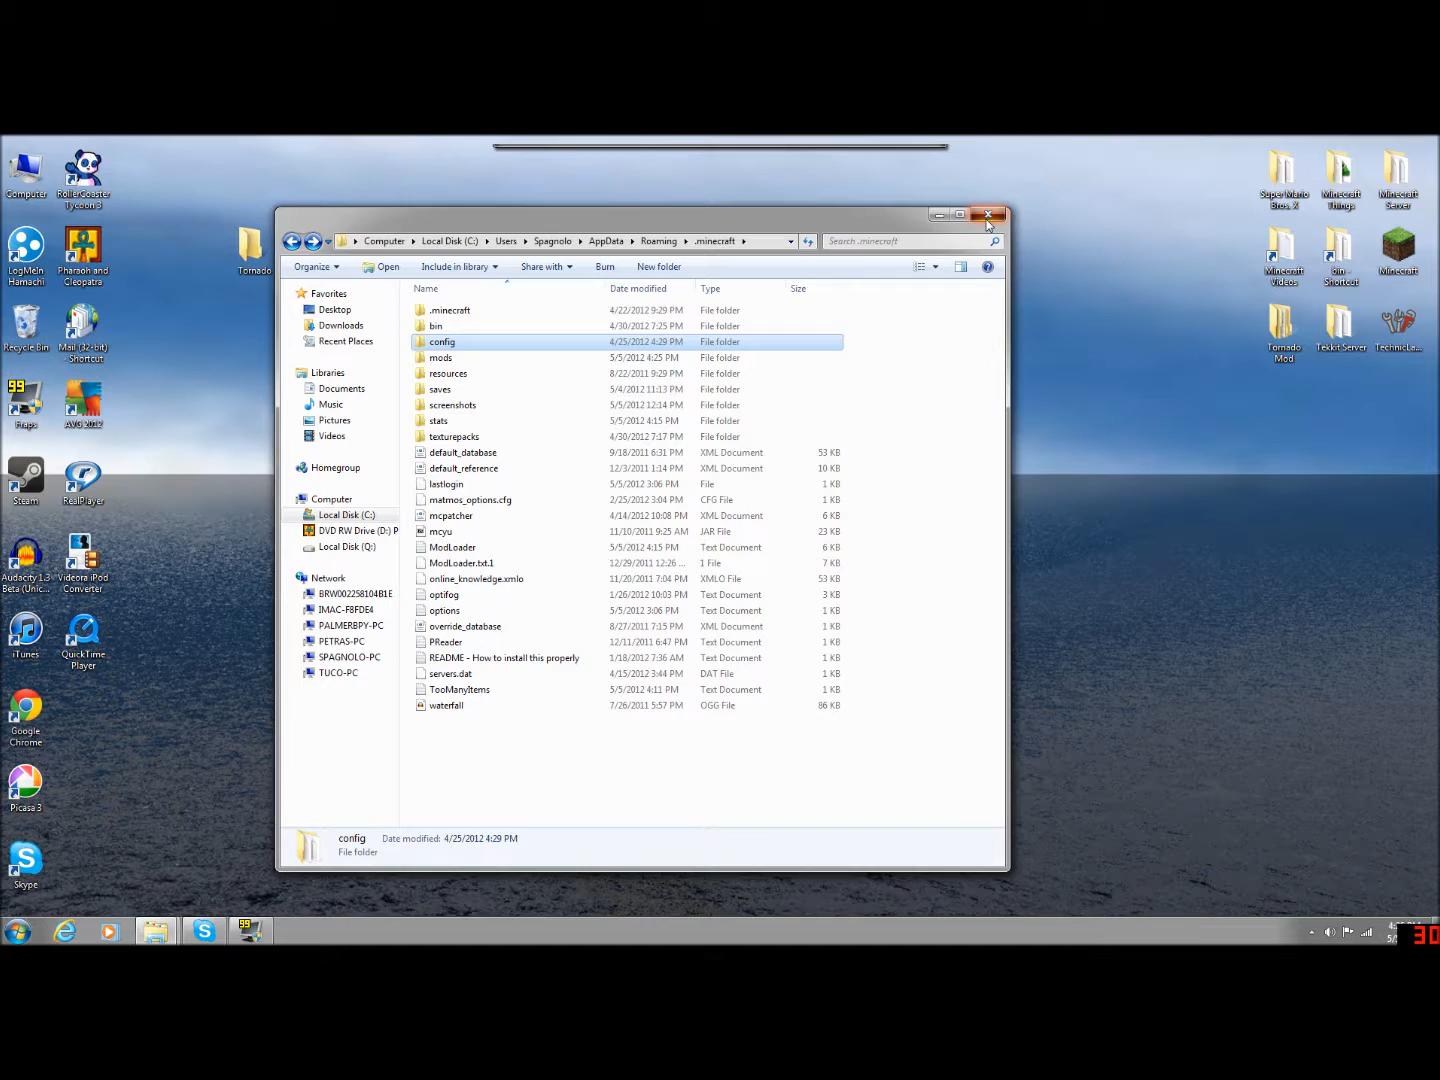 Computer
RollerCoaster
Tycoon 3
LogMeIn
Hamachi
Pharaoh and
Cleopatra
Tornado
Recycle Bin
Mail (32-bit)
- Shortcut
99
Fraps
AVG 2012
Steam
RealPlayer
Audacity 1.3
Beta (Unic...
Videora iPod
Converter
iTunes
QuickTime
Player
Google
Chrome
Picasa 3
Skype
Super Mario
Bros. X
Minecraft
Things
Minecraft
Server
Minecraft
Videos
bin -
Shortcut
Minecraft
Tornado
Mod
Tekkit Server
TechnicLa...
Computer Local Disk (C:) Users Spagnolo AppData Roaming .minecraft
Search .minecraft
Organize Open Include in library Share with Burn New folder
Favorites
Desktop
Downloads
Recent Places
Libraries
Documents
Music
Pictures
Videos
Homegroup
Computer
Local Disk (C:)
DVD RW Drive (D:) P
Local Disk (Q:)
Network
BRW002258104B1E
IMAC-F8FDE4
PALMERBPY-PC
PETRAS-PC
SPAGNOLO-PC
TUCO-PC
Name Date modified Type Size
.minecraft 4/22/2012 9:29 PM File folder
bin 4/30/2012 7:25 PM File folder
config 4/25/2012 4:29 PM File folder
mods 5/5/2012 4:25 PM File folder
resources 8/22/2011 9:29 PM File folder
saves 5/4/2012 11:13 PM File folder
screenshots 5/5/2012 12:14 PM File folder
stats 5/5/2012 4:15 PM File folder
texturepacks 4/30/2012 7:17 PM File folder
default_database 9/18/2011 6:31 PM XML Document 53 KB
default_reference 12/3/2011 1:14 PM XML Document 10 KB
lastlogin 5/5/2012 3:06 PM File 1 KB
matmos_options.cfg 2/25/2012 3:04 PM CFG File 1 KB
mcpatcher 4/14/2012 10:08 PM XML Document 6 KB
mcyu 11/10/2011 9:25 AM JAR File 23 KB
ModLoader 5/5/2012 4:15 PM Text Document 6 KB
ModLoader.txt.1 12/29/2011 12:26 ... 1 File 7 KB
online_knowledge.xmlo 11/20/2011 7:04 PM XMLO File 53 KB
optifog 1/26/2012 10:03 PM Text Document 3 KB
options 5/5/2012 3:06 PM Text Document 1 KB
override_database 8/27/2011 7:15 PM XML Document 1 KB
PReader 12/11/2011 6:47 PM Text Document 1 KB
README - How to install this properly 1/18/2012 7:36 AM Text Document 1 KB
servers.dat 4/15/2012 3:44 PM DAT File 1 KB
TooManyItems 5/5/2012 4:11 PM Text Document 1 KB
waterfall 7/26/2011 5:57 PM OGG File 86 KB
config Date modified: 4/25/2012 4:29 PM
File folder
99
30